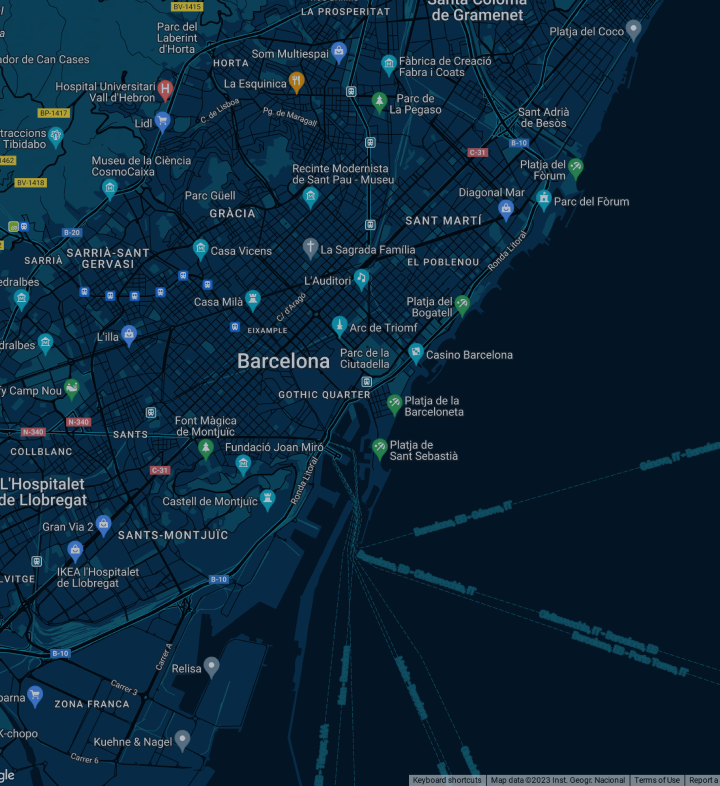 BV-1415
LA PROSPERITAT
Santa Coloma
de Gramenet
Parc del
Laberint
d'Horta
Platja del Coco
Som Multiespai
HORTA
ador de Can Cases
Fàbrica de Creació
Fabra i Coats
La Esquinica
Hospital Universitari
Vall d'Hebron
Parc de
La Pegaso
C. de Lisboa
Pg. de Maragall
BP-1417
Lidl
Sant Adrià
de Besòs
B-10
C-31
traccions
Tibidabo
1462
Museu de la Ciència
CosmoCaixa
BV-1418
Recinte Modernista
de Sant Pau - Museu
Platja del
Fòrum
Diagonal Mar
Parc del Fòrum
Parc Güell
GRÀCIA
SANT MARTÍ
B-20
SARRIÀ-SANT
GERVASI
SARRIÀ
Casa Vicens
La Sagrada Família
EL POBLENOU
Ronda Litoral
edralbes
L'Auditori
Casa Milà
C/ d'Aragó
Platja del
Bogatell
EIXAMPLE
Arc de Triomf
L'illa
dralbes
Barcelona
Parc de la
Ciutadella
Casino Barcelona
fy Camp Nou
GOTHIC QUARTER
Platja de la
Barceloneta
N-340
N-340
SANTS
Font Màgica
de Montjuïc
Fundació Joan Miró
Platja de
Sant Sebastià
COLLBLANC
C-31
L'Hospitalet
de Llobregat
Castell de Montjuïc
Ronda Litoral
Gran Via 2
SANTS-MONTJUÏC
IKEA l'Hospitalet
de Llobregat
LVITGE
B-10
B-10
Carrer A
Relisa
Carrer 3
barna
ZONA FRANCA
K-chopo
Kuehne & Nagel
Carrer 6
gle
Keyboard shortcuts
Map data ©2023 Inst. Geogr. Nacional
Terms of Use
Report a